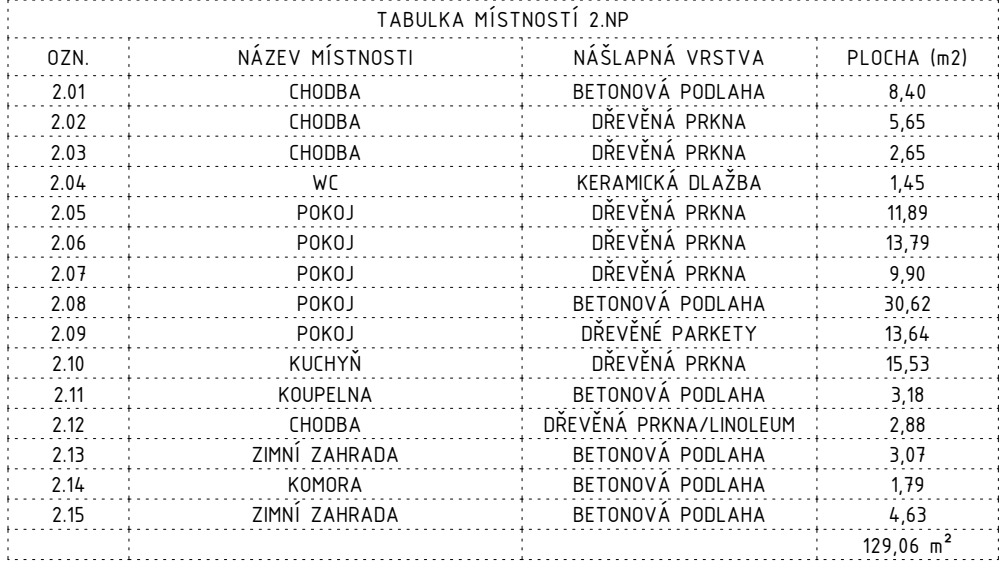 TABULKA MÍSTNOSTÍ 2.NP
OZN. NÁZEV MÍSTNOSTI NÁŠLAPNÁ VRSTVA PLOCHA (m2)
2.01 CHODBA BETONOVÁ PODLAHA 8,40
2.02 CHODBA DŘEVĚNÁ PRKNA 5,65
2.03 CHODBA DŘEVĚNÁ PRKNA 2,65
2.04 WC KERAMICKÁ DLAŽBA 1,45
2.05 POKOJ DŘEVĚNÁ PRKNA 11,89
2.06 POKOJ DŘEVĚNÁ PRKNA 13,79
2.07 POKOJ DŘEVĚNÁ PRKNA 9,90
2.08 POKOJ BETONOVÁ PODLAHA 30,62
2.09 POKOJ DŘEVĚNÉ PARKETY 13,64
2.10 KUCHYŇ DŘEVĚNÁ PRKNA 15,53
2.11 KOUPELNA BETONOVÁ PODLAHA 3,18
2.12 CHODBA DŘEVĚNÁ PRKNA/LINOLEUM 2,88
2.13 ZIMNÍ ZAHRADA BETONOVÁ PODLAHA 3,07
2.14 KOMORA BETONOVÁ PODLAHA 1,79
2.15 ZIMNÍ ZAHRADA BETONOVÁ PODLAHA 4,63
129,06 m²